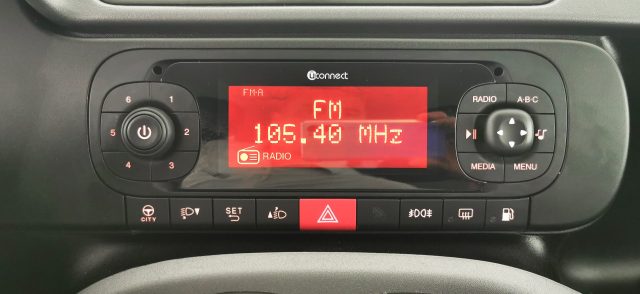 uconnect
FM-A
FM
105.40 MHz
RADIO
6 1
5 2
4 3
RADIO A·B·C
MEDIA MENU
CITY
SET